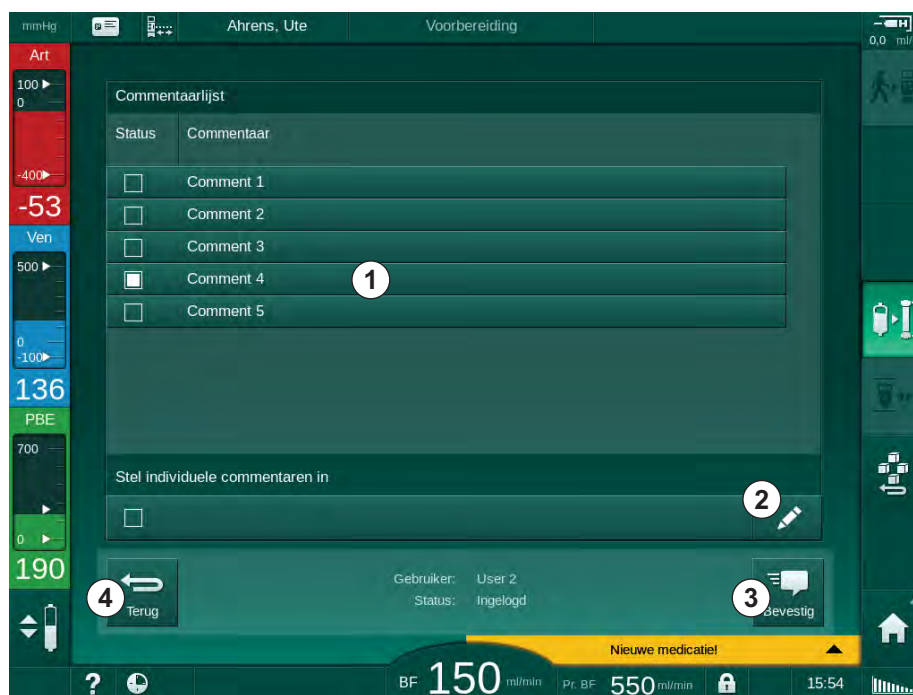 mmHg
Ahrens, Ute
Voorbereiding
0,0 ml/
Art
100
0
-400
-53
Ven
500
0
-100
136
PBE
700
0
190
Commentaarlijst
Status Commentaar
Comment 1
Comment 2
Comment 3
Comment 4
1
Comment 5
Stel individuele commentaren in
2
4
Terug
Gebruiker: User 2
Status: Ingelogd
3
Bevestig
Nieuwe medicatie!
?
BF 150 ml/min
Pr. BF 550 ml/min
15:54